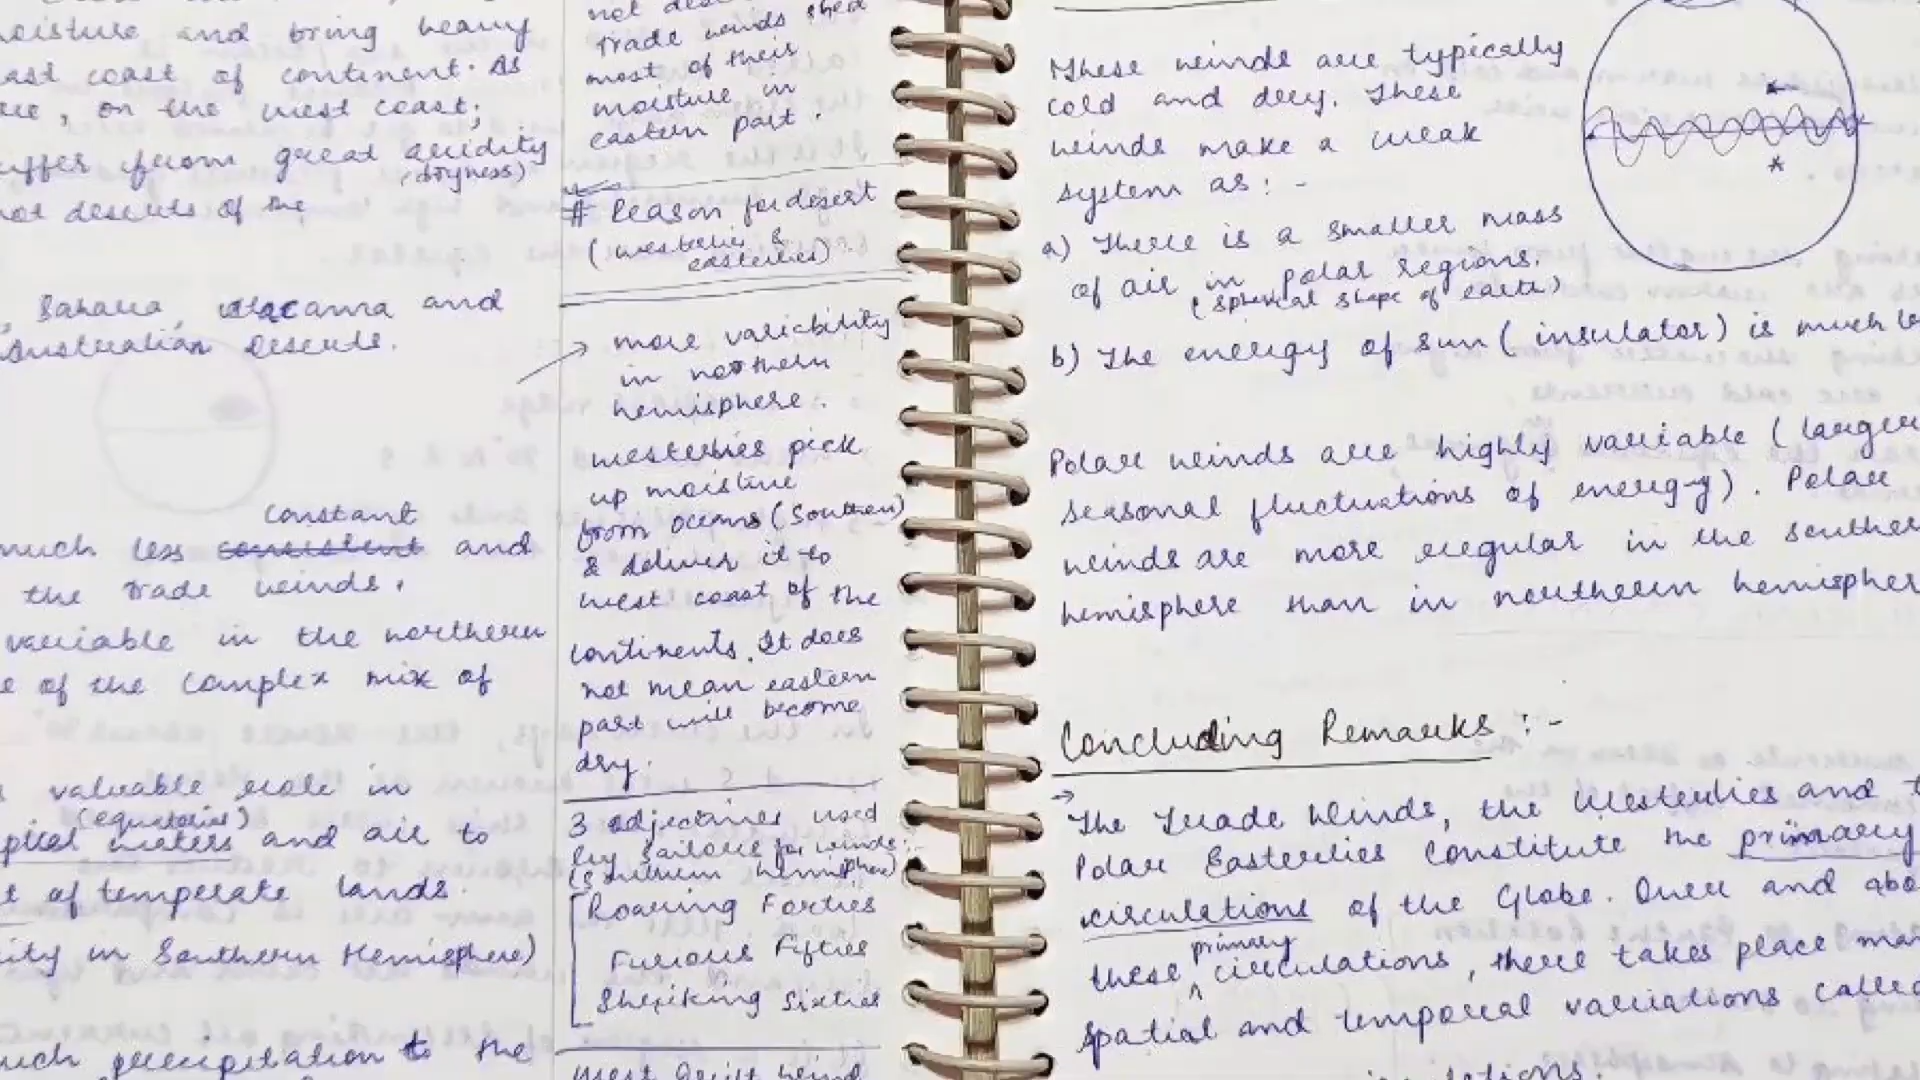 moisture and bring heavy
east coast of continent. As
, on the west coast;
suffer from great aridity
(dryness)
hot deserts of the
, Sahara, Atacama and
Australian Deserts.
constant
much less consistent and
the trade winds.
variable in the northern
of the complex mix of
valuable role in
(equatorial)
and air to
of temperate lands.
in Southern Hemisphere)
much precipitation to the
Trade winds shed
most of their
moisture in
eastern part.
# Reason for desert
(westerlies &
easterlies)
→ more variability
in northern
hemisphere.
westerlies pick
up moisture
from oceans (Southern)
& deliver it to
west coast of the
continents. It does
not mean eastern
part will become
dry.
3 adjectives used
by sailors for winds:
(Southern hemisphere)
Roaring Forties
Furious Fifties
Shriking Sixties
These winds are typically
cold and dry. These
winds make a weak
system as: -
a) There is a smaller mass
of air in polar regions.
(spherical shape of earth)
b) The energy of sun (insulator) is much
Polar winds are highly variable (larger
seasonal fluctuations of energy). Polar
winds are more regular in the southern
hemisphere than in northern hemisphere
Concluding Remarks :-
→ The Trade Winds, the Westerlies and
Polar Easterlies constitute the primary
circulations of the Globe. Over and
primary
these ^ circulations, there takes place
spatial and temporal variations called